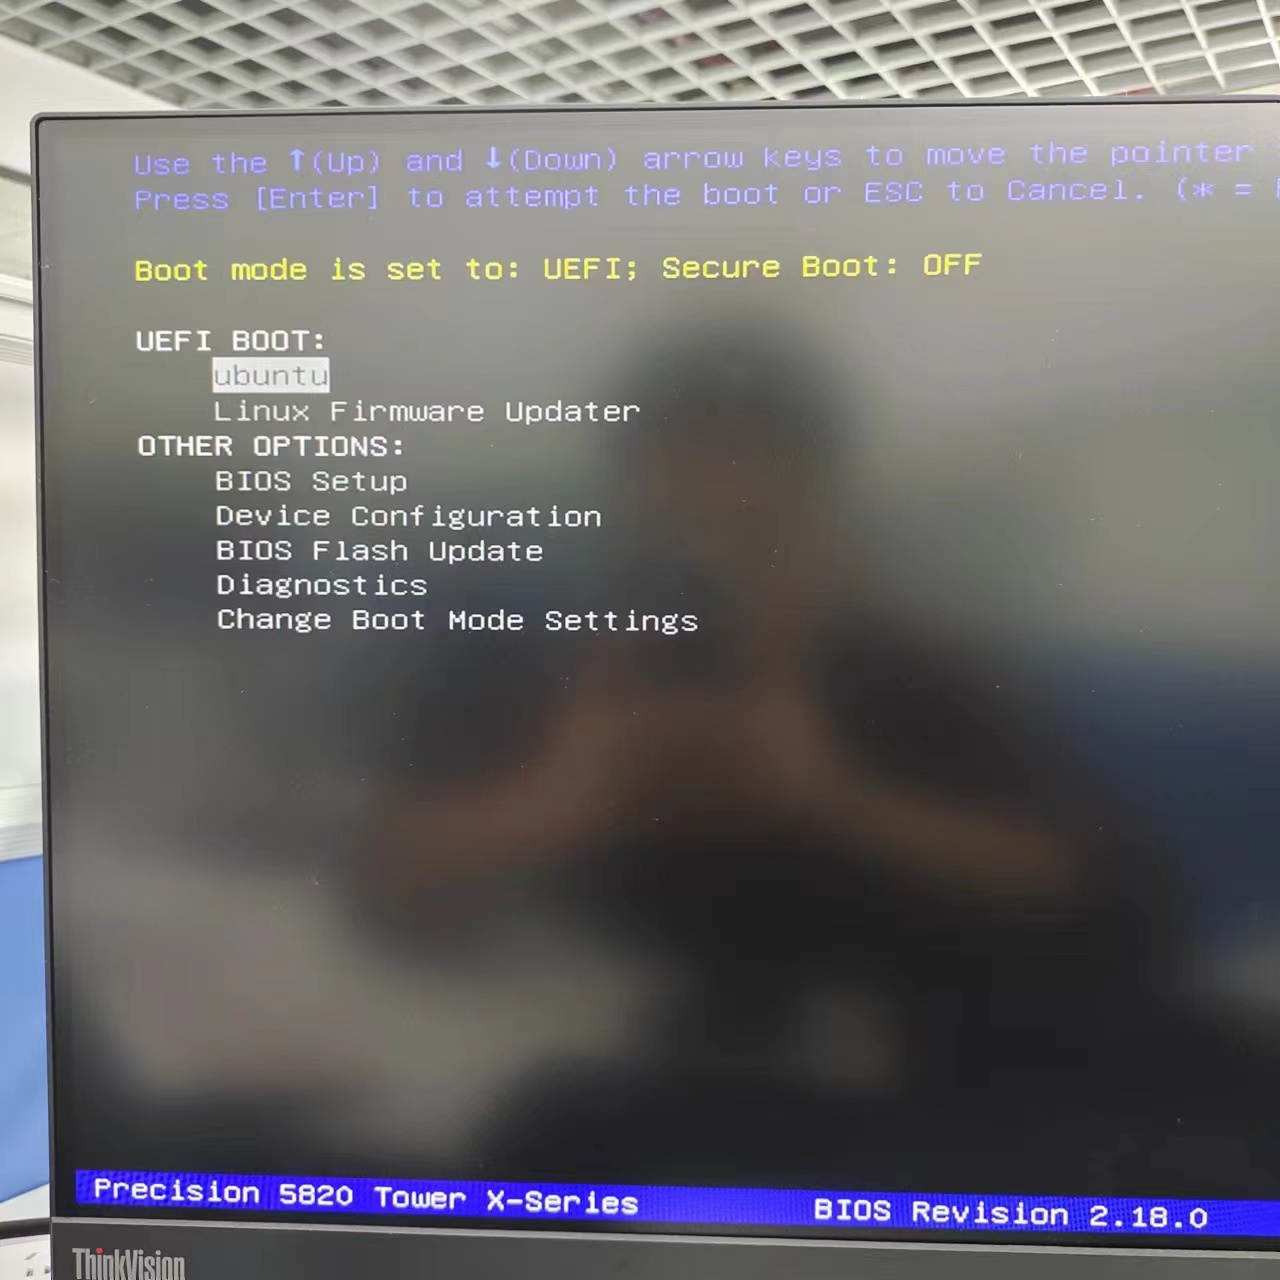 Use the ↑(Up) and ↓(Down) arrow keys to move the pointer
Press [Enter] to attempt the boot or ESC to Cancel. (* =
Boot mode is set to: UEFI; Secure Boot: OFF
UEFI BOOT:
ubuntu
Linux Firmware Updater
OTHER OPTIONS:
BIOS Setup
Device Configuration
BIOS Flash Update
Diagnostics
Change Boot Mode Settings
Precision 5820 Tower X-Series BIOS Revision 2.18.0
ThinkVision